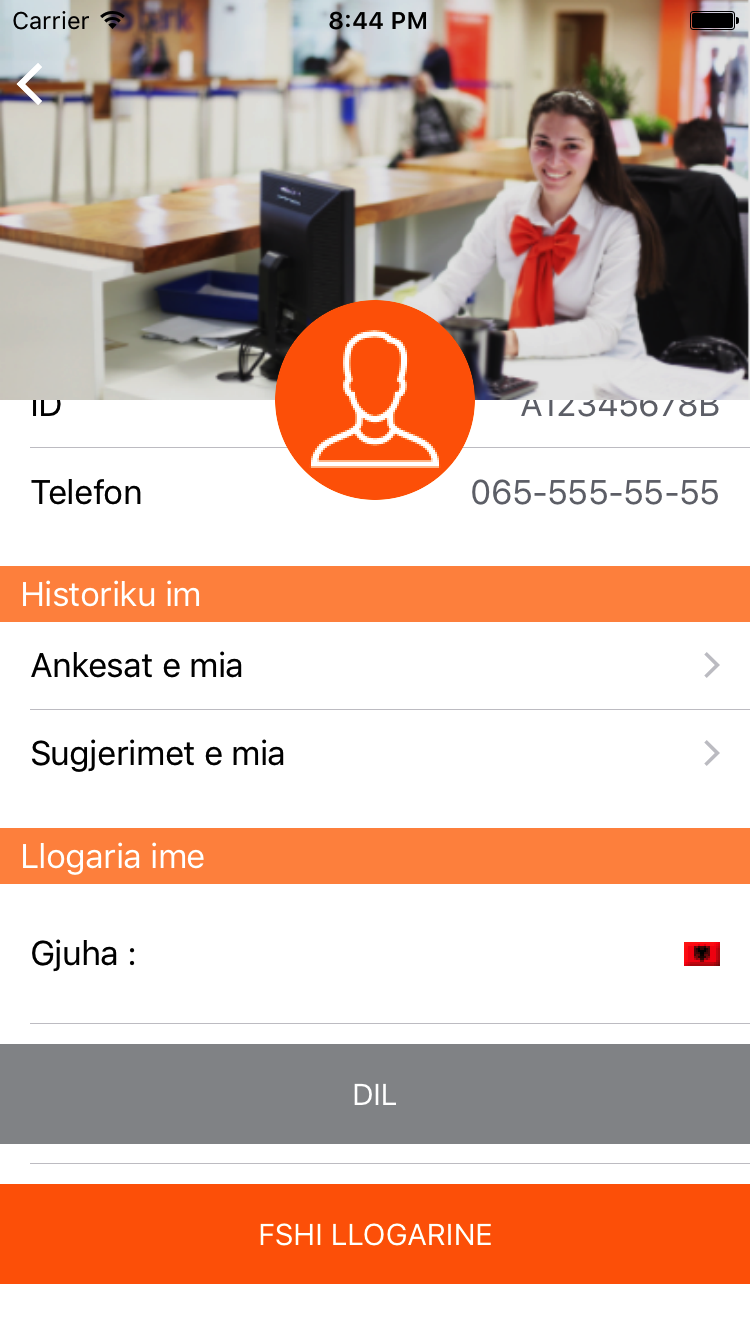 Carrier 8:44 PM
ID A12345678B
Telefon 065-555-55-55
Historiku im
Ankesat e mia
Sugjerimet e mia
Llogaria ime
Gjuha :
DIL
FSHI LLOGARINE